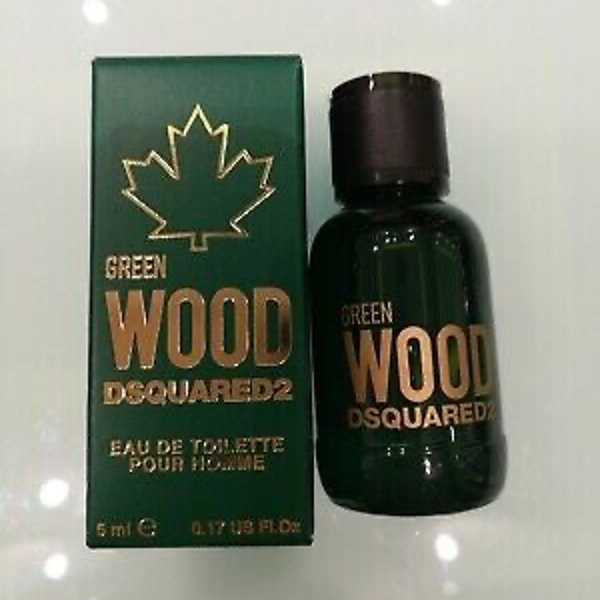 GREEN
WOOD
DSQUARED2
EAU DE TOILETTE
POUR HOMME
5 ml ℮ 0.17 US Fl.Oz
GREEN
WOOD
DSQUARED2